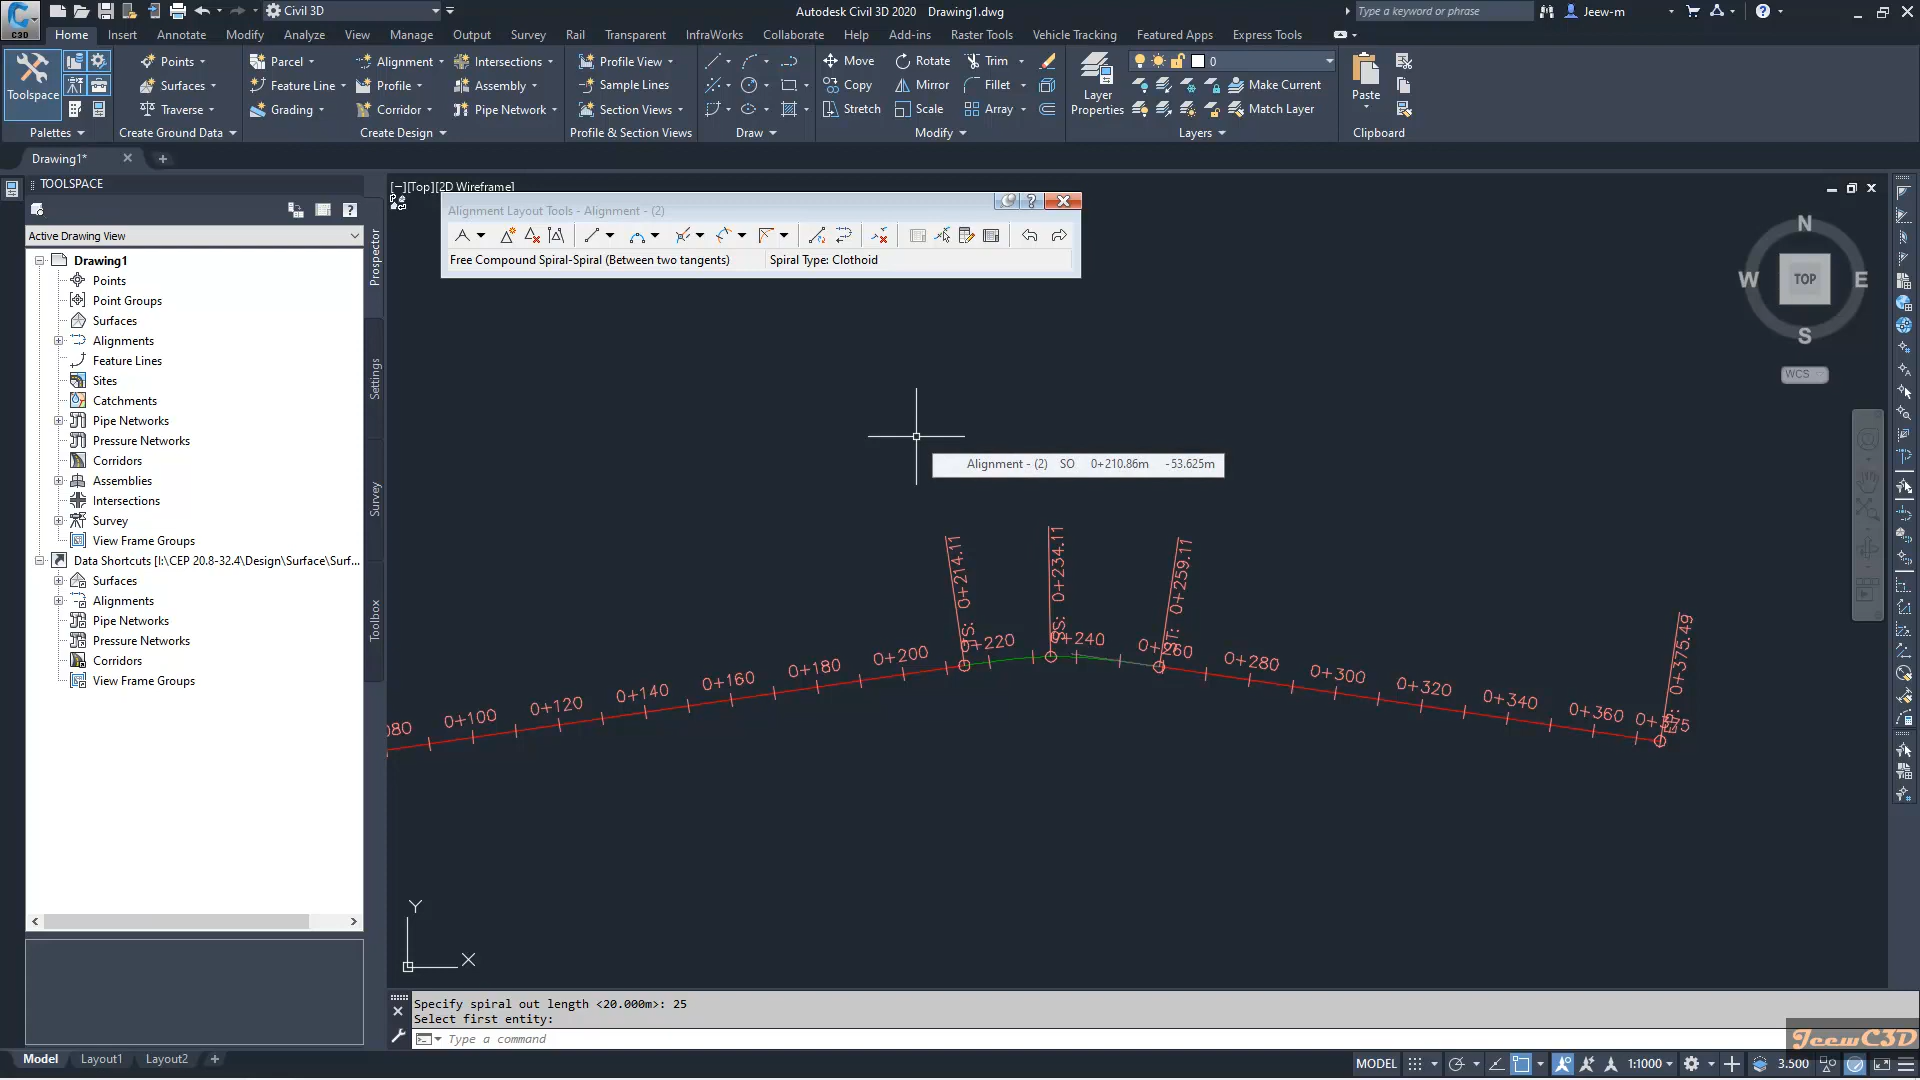 Civil 3D
Autodesk Civil 3D 2020 Drawing1.dwg
Type a keyword or phrase
Jeew-m
C3D
Home Insert Annotate Modify Analyze View Manage Output Survey Rail Transparent InfraWorks Collaborate Help Add-ins Raster Tools Vehicle Tracking Featured Apps Express Tools
Points Parcel Alignment Intersections Profile View Move Rotate Trim 0
Surfaces Feature Line Profile Assembly Sample Lines Copy Mirror Fillet Make Current
Toolspace Traverse Grading Corridor Pipe Network Section Views Stretch Scale Array Layer Properties Match Layer Paste
Palettes Create Ground Data Create Design Profile & Section Views Draw Modify Layers Clipboard
Drawing1*
TOOLSPACE
Active Drawing View
Drawing1
Points
Point Groups
Surfaces
Alignments
Feature Lines
Sites
Catchments
Pipe Networks
Pressure Networks
Corridors
Assemblies
Intersections
Survey
View Frame Groups
Data Shortcuts [I:\CEP 20.8-32.4\Design\Surface\Surf...
Surfaces
Alignments
Pipe Networks
Pressure Networks
Corridors
View Frame Groups
Prospector
Settings
Survey
Toolbox
[−][Top][2D Wireframe]
Alignment Layout Tools - Alignment - (2)
Free Compound Spiral-Spiral (Between two tangents) Spiral Type: Clothoid
N
W TOP E
S
WCS
Alignment - (2) SO 0+210.86m -53.625m
TS: 0+214.11
SS: 0+234.11
ST: 0+259.11
0+375.49
080 0+100 0+120 0+140 0+160 0+180 0+200 0+220 0+240 0+260 0+280 0+300 0+320 0+340 0+360 0+375
Y
X
Specify spiral out length <20.000m>: 25
Select first entity:
Type a command
JeewC3D
Model Layout1 Layout2 +
MODEL 1:1000 3.500